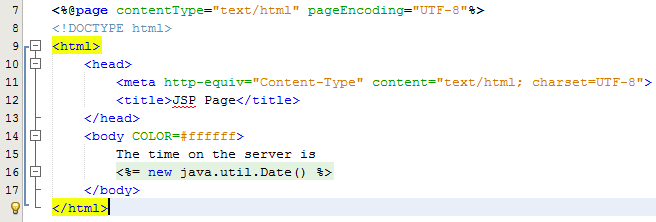 7 <%@page contentType="text/html" pageEncoding="UTF-8"%>
8 <!DOCTYPE html>
9 <html>
10 <head>
11 <meta http-equiv="Content-Type" content="text/html; charset=UTF-8">
12 <title>JSP Page</title>
13 </head>
14 <body COLOR=#ffffff>
15 The time on the server is
16 <%= new java.util.Date() %>
17 </body>
</html>